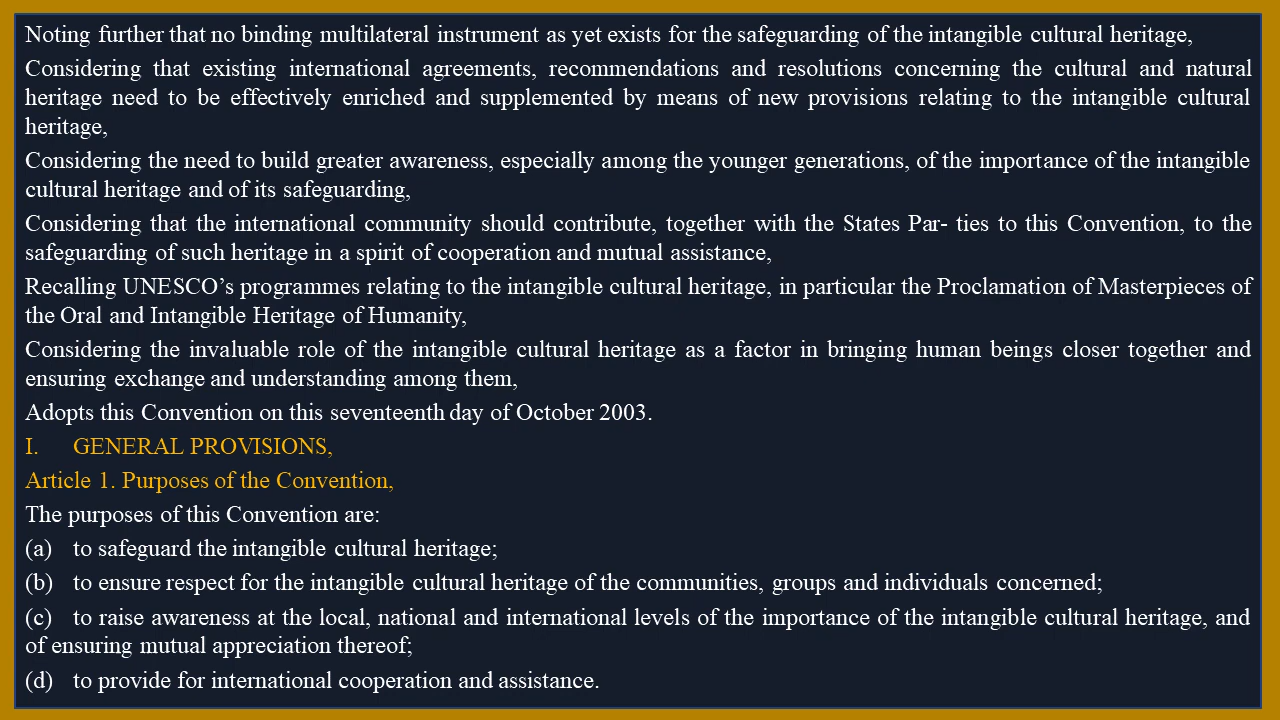 Noting further that no binding multilateral instrument as yet exists for the safeguarding of the intangible cultural heritage,
Considering that existing international agreements, recommendations and resolutions concerning the cultural and natural
heritage need to be effectively enriched and supplemented by means of new provisions relating to the intangible cultural
heritage,
Considering the need to build greater awareness, especially among the younger generations, of the importance of the intangible
cultural heritage and of its safeguarding,
Considering that the international community should contribute, together with the States Par- ties to this Convention, to the
safeguarding of such heritage in a spirit of cooperation and mutual assistance,
Recalling UNESCO’s programmes relating to the intangible cultural heritage, in particular the Proclamation of Masterpieces of
the Oral and Intangible Heritage of Humanity,
Considering the invaluable role of the intangible cultural heritage as a factor in bringing human beings closer together and
ensuring exchange and understanding among them,
Adopts this Convention on this seventeenth day of October 2003.
I. GENERAL PROVISIONS,
Article 1. Purposes of the Convention,
The purposes of this Convention are:
(a) to safeguard the intangible cultural heritage;
(b) to ensure respect for the intangible cultural heritage of the communities, groups and individuals concerned;
(c) to raise awareness at the local, national and international levels of the importance of the intangible cultural heritage, and
of ensuring mutual appreciation thereof;
(d) to provide for international cooperation and assistance.